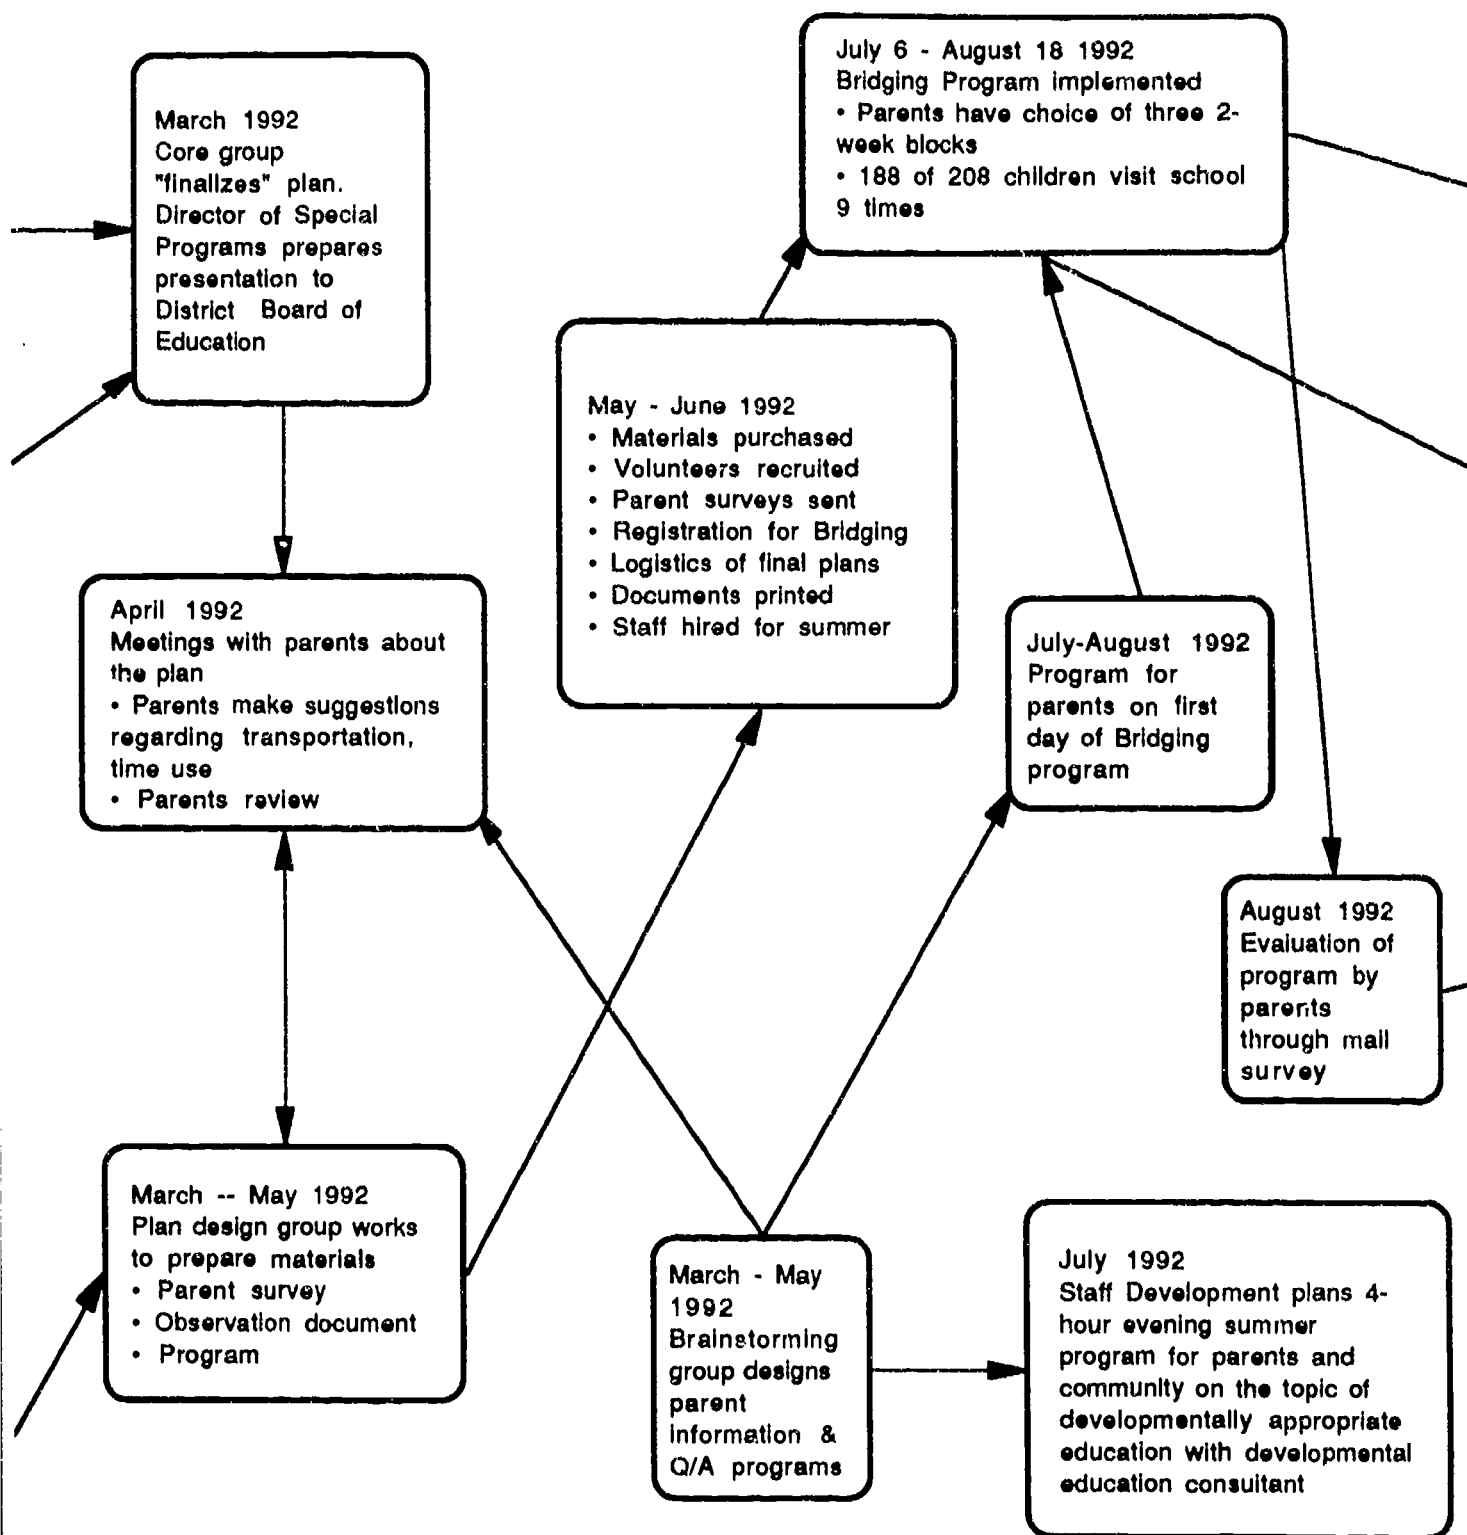 March 1992
Core group
"finalizes" plan.
Director of Special
Programs prepares
presentation to
District Board of
Education
July 6 - August 18 1992
Bridging Program implemented
• Parents have choice of three 2-
week blocks
• 188 of 208 children visit school
9 times
May - June 1992
• Materials purchased
• Volunteers recruited
• Parent surveys sent
• Registration for Bridging
• Logistics of final plans
• Documents printed
• Staff hired for summer
April 1992
Meetings with parents about
the plan
• Parents make suggestions
regarding transportation,
time use
• Parents review
July-August 1992
Program for
parents on first
day of Bridging
program
August 1992
Evaluation of
program by
parents
through mail
survey
March -- May 1992
Plan design group works
to prepare materials
• Parent survey
• Observation document
• Program
March - May
1992
Brainstorming
group designs
parent
information &
Q/A programs
July 1992
Staff Development plans 4-
hour evening summer
program for parents and
community on the topic of
developmentally appropriate
education with developmental
education consultant